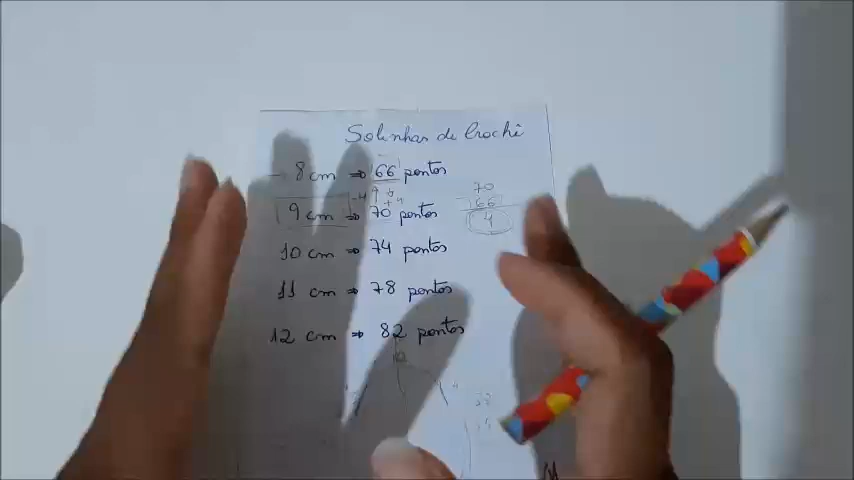 Solinhas de Crochê
8 cm ⇒ 66 pontos
9 cm ⇒ 70 pontos
10 cm ⇒ 74 pontos
11 cm ⇒ 78 pontos
12 cm ⇒ 82 pontos
70
66
4